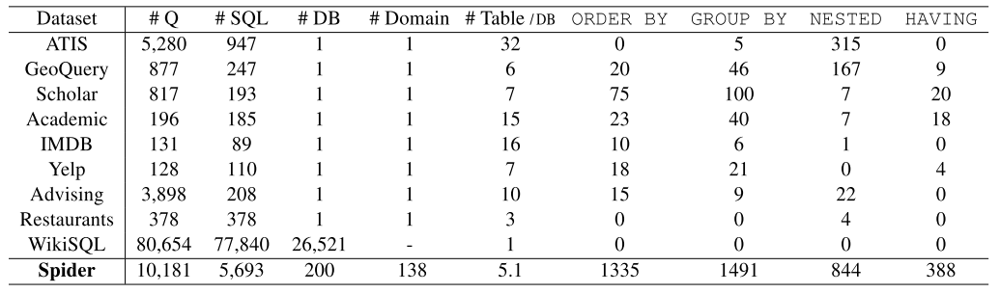 Dataset # Q # SQL # DB # Domain # Table / DB ORDER BY GROUP BY NESTED HAVING
ATIS 5,280 947 1 1 32 0 5 315 0
GeoQuery 877 247 1 1 6 20 46 167 9
Scholar 817 193 1 1 7 75 100 7 20
Academic 196 185 1 1 15 23 40 7 18
IMDB 131 89 1 1 16 10 6 1 0
Yelp 128 110 1 1 7 18 21 0 4
Advising 3,898 208 1 1 10 15 9 22 0
Restaurants 378 378 1 1 3 0 0 4 0
WikiSQL 80,654 77,840 26,521 - 1 0 0 0 0
Spider 10,181 5,693 200 138 5.1 1335 1491 844 388